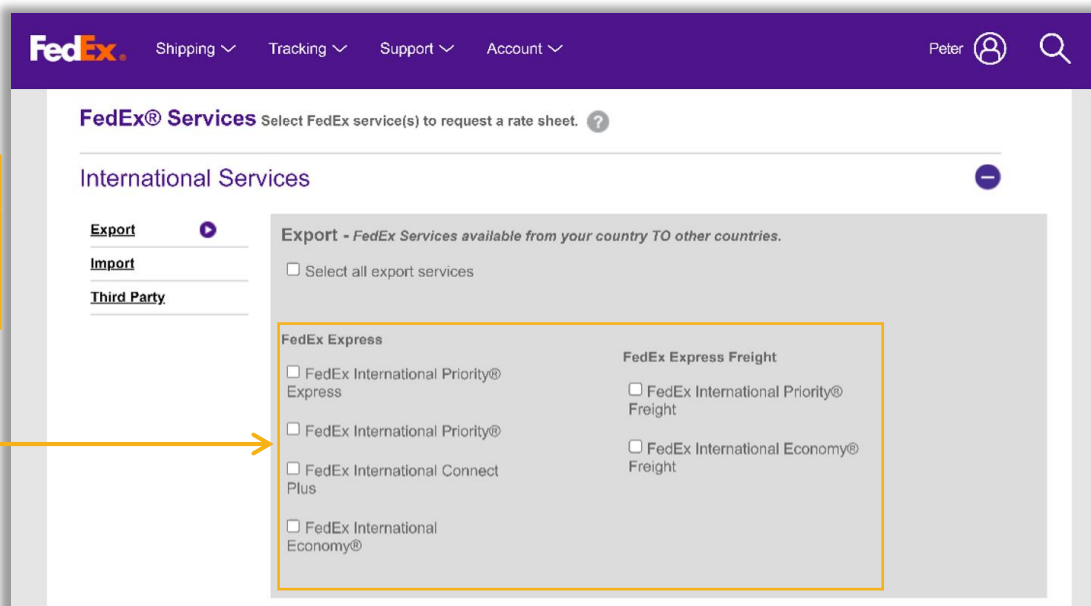 FedEx® Shipping Tracking Support Account Peter
FedEx® Services Select FedEx service(s) to request a rate sheet. ?
International Services
Export
Import
Third Party
Export - FedEx Services available from your country TO other countries.
Select all export services
FedEx Express
FedEx International Priority®
Express
FedEx International Priority®
FedEx International Connect
Plus
FedEx International
Economy®
FedEx Express Freight
FedEx International Priority®
Freight
FedEx International Economy®
Freight